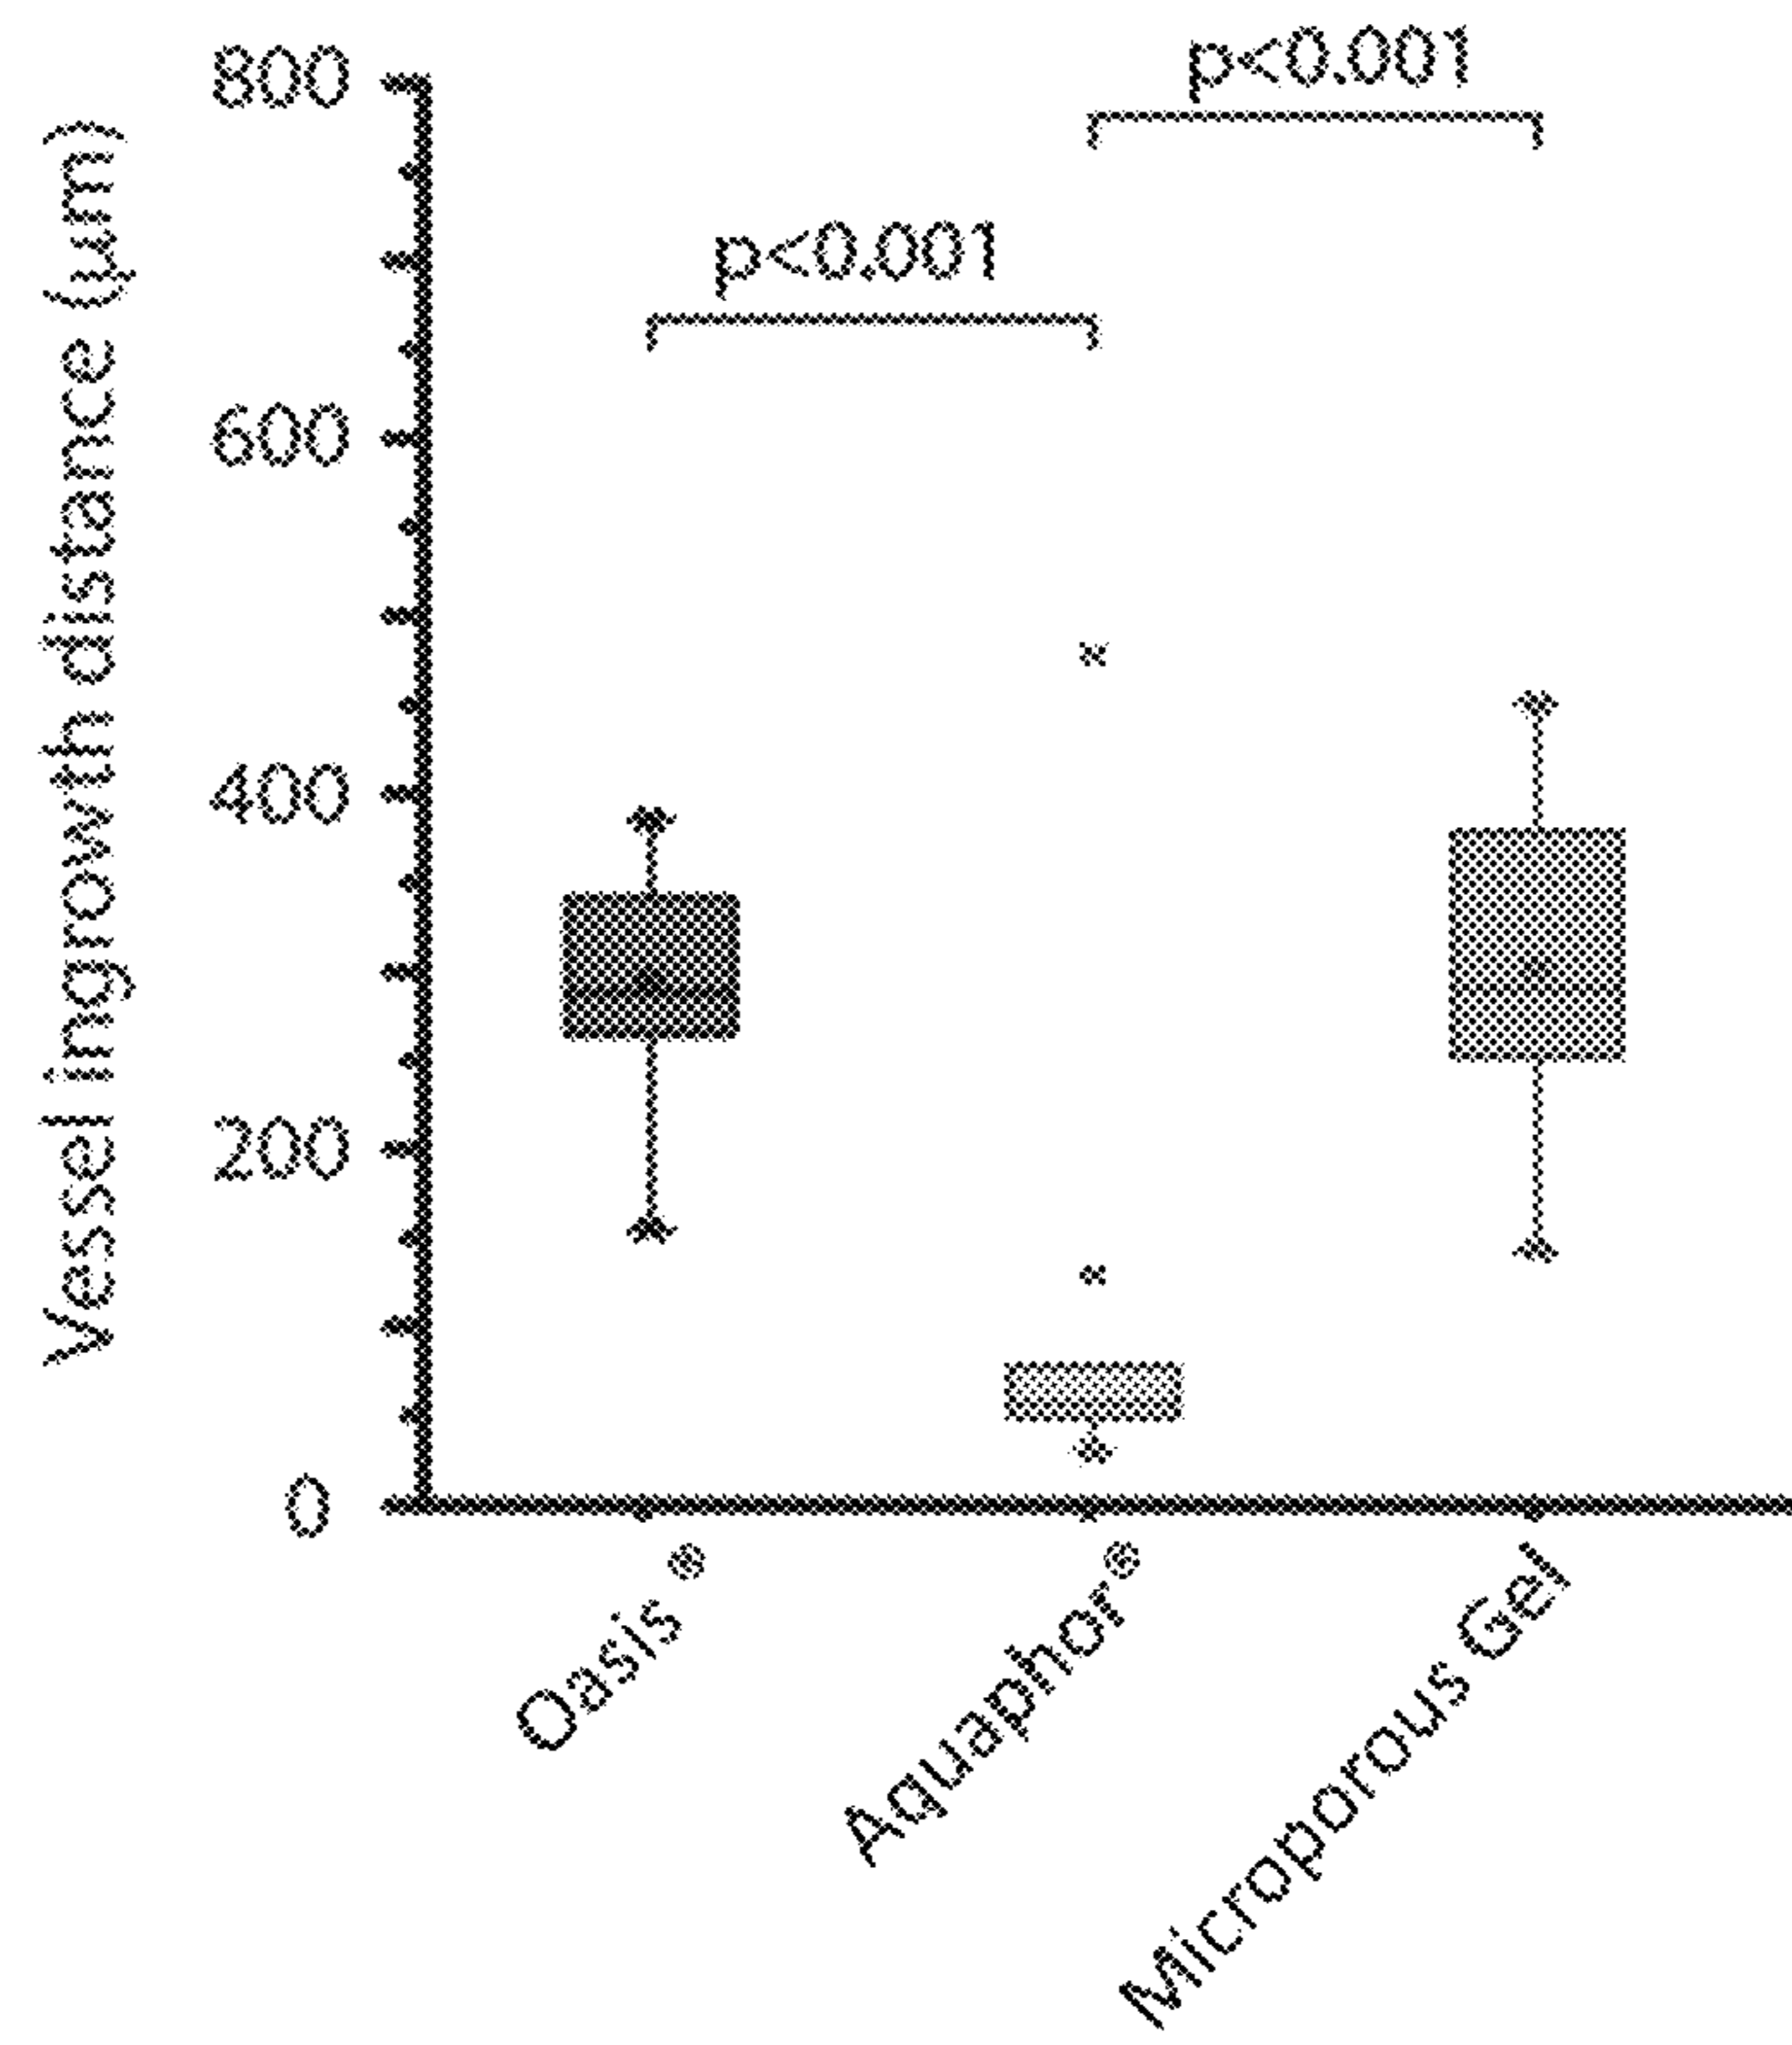 p<0.001
p<0.001
Vessel ingrowth distance (µm)
800
600
400
200
0
Oasis ®
Aquaphor®
Microporous Gel